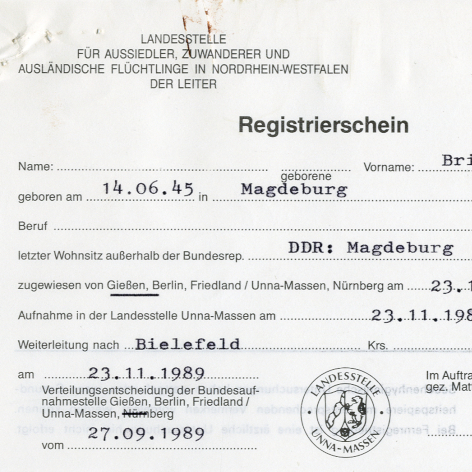 LANDESSTELLE
FÜR AUSSIEDLER, ZUWANDERER UND
AUSLÄNDISCHE FLÜCHTLINGE IN NORDRHEIN-WESTFALEN
DER LEITER
Registrierschein
Name: geborene Vorname: Bri
geboren am 14.06.45 in Magdeburg
Beruf
letzter Wohnsitz außerhalb der Bundesrep. DDR: Magdeburg
zugewiesen von Gießen, Berlin, Friedland / Unna-Massen, Nürnberg am 23.1
Aufnahme in der Landesstelle Unna-Massen am 23.11.198
Weiterleitung nach Bielefeld Krs.
am 23.11.1989
Im Auftra
gez. Mat
Verteilungsentscheidung der Bundesauf-
nahmestelle Gießen, Berlin, Friedland /
Unna-Massen, Nürnberg
vom 27.09.1989
LANDESSTELLE
UNNA-MASSEN